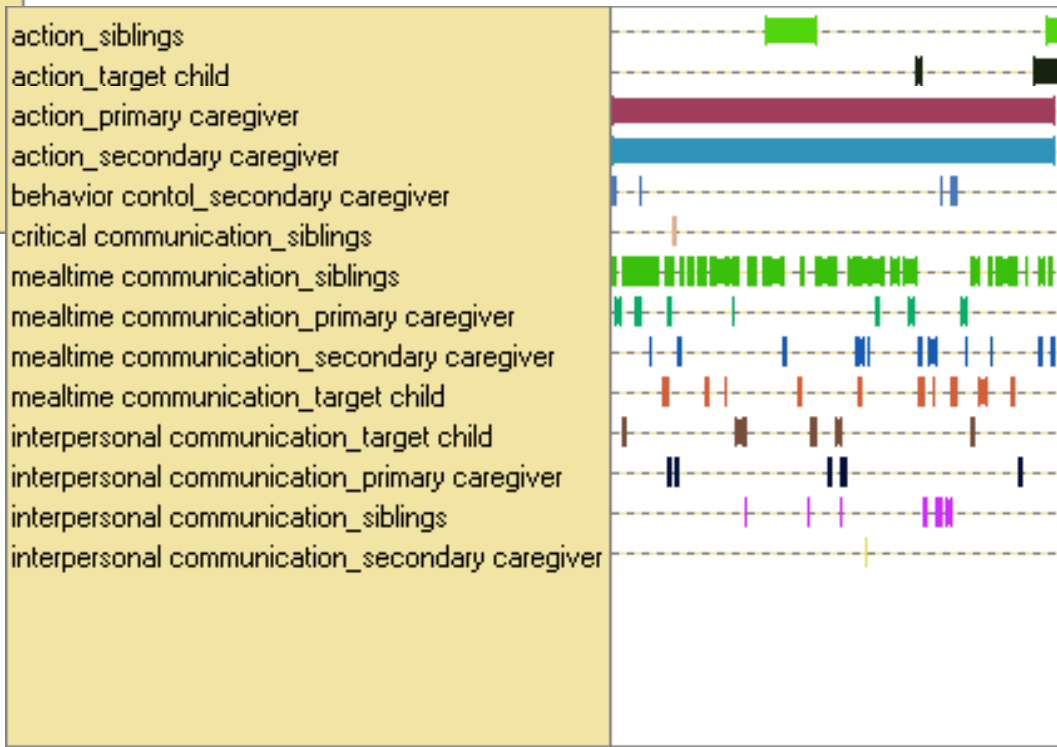 action_siblings
action_target child
action_primary caregiver
action_secondary caregiver
behavior contol_secondary caregiver
critical communication_siblings
mealtime communication_siblings
mealtime communication_primary caregiver
mealtime communication_secondary caregiver
mealtime communication_target child
interpersonal communication_target child
interpersonal communication_primary caregiver
interpersonal communication_siblings
interpersonal communication_secondary caregiver